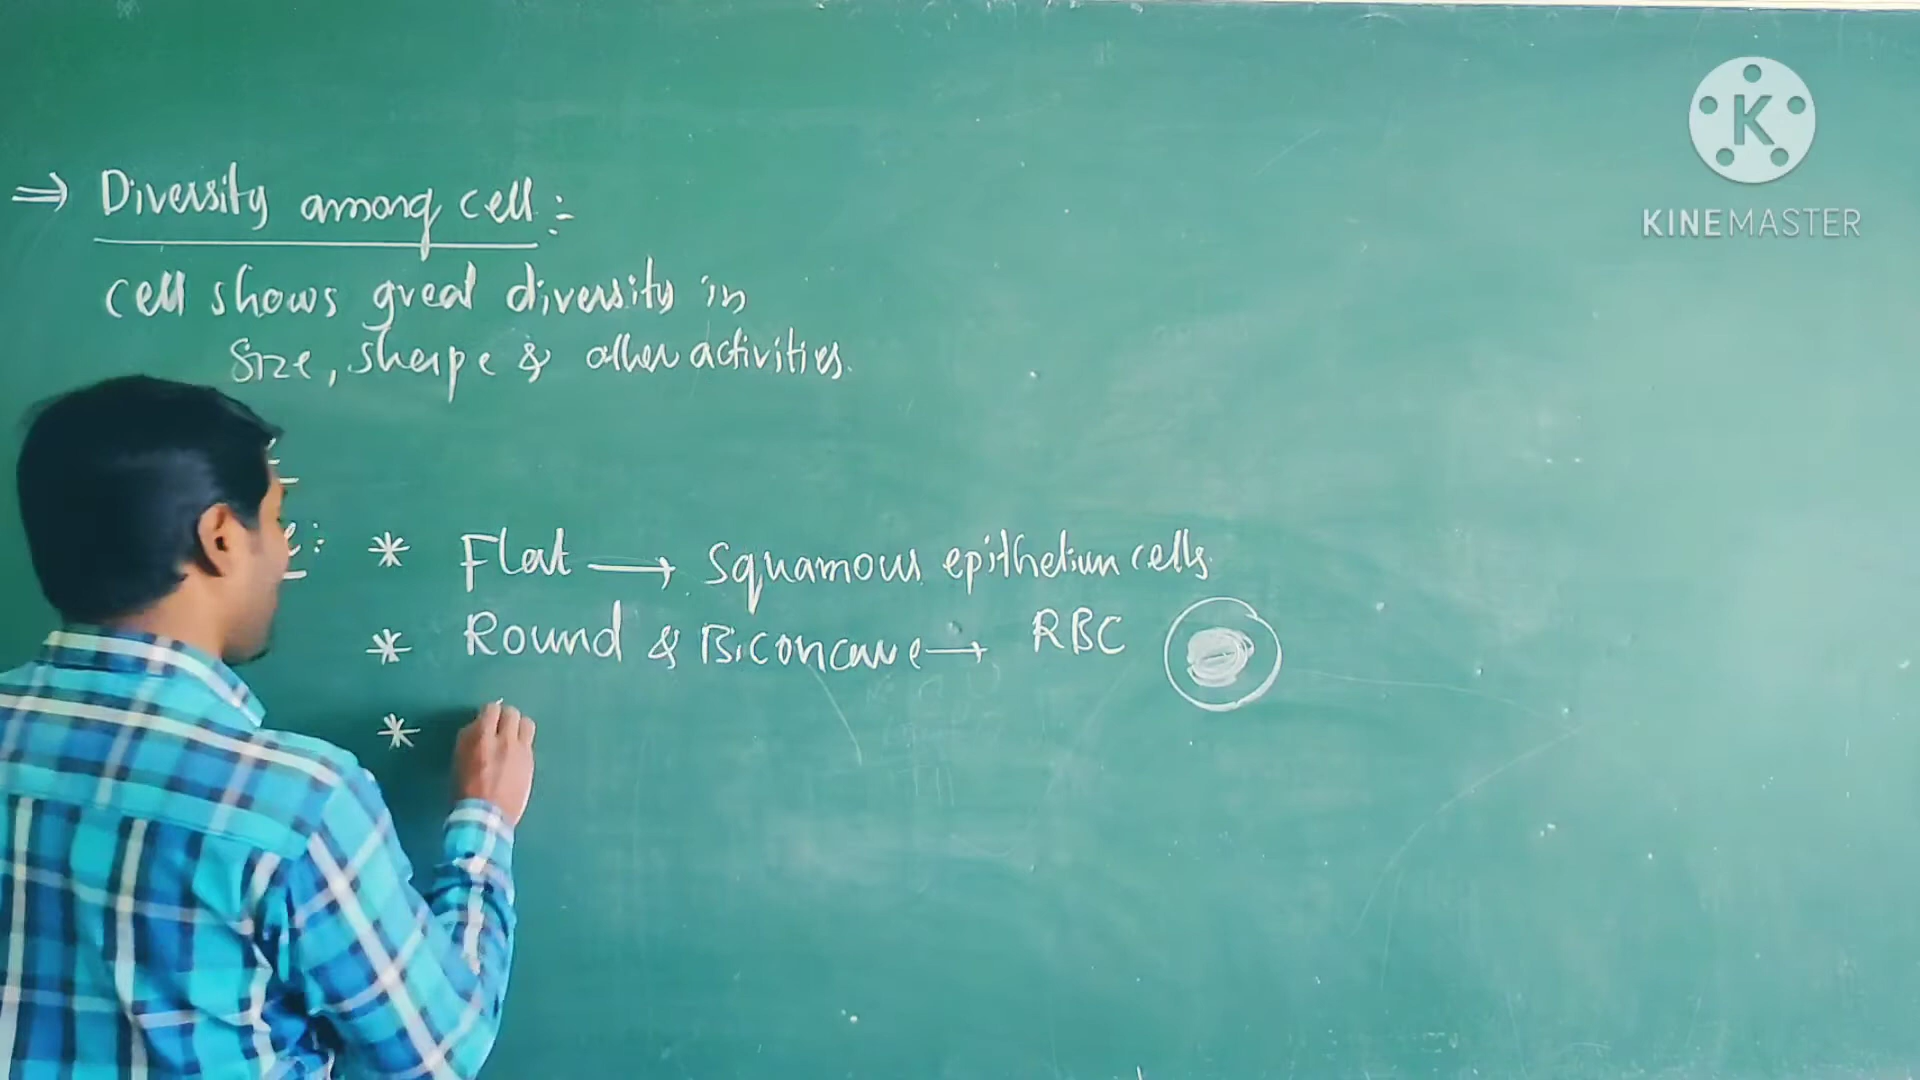 ⇒ Diversity among cell :-
cell shows great diversity in
Size, shape & other activities.
* Flat → Squamous epithelium cells.
* Round & Biconcave → RBC
*
K
KINEMASTER